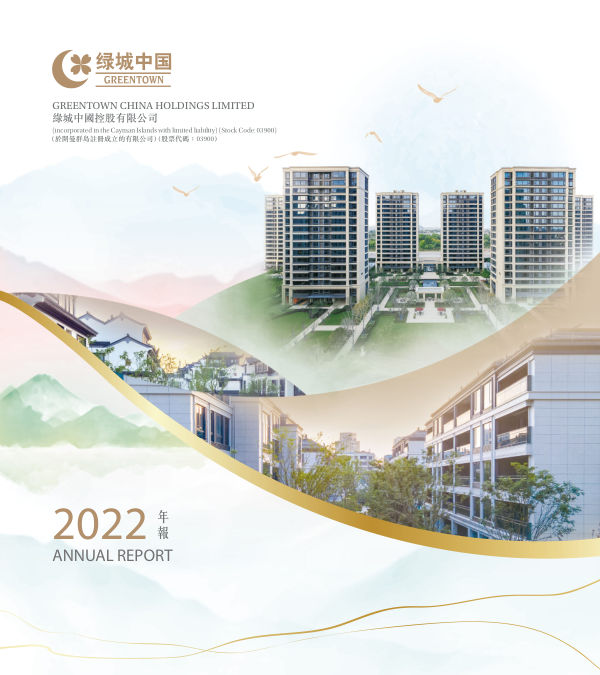 绿城中国
GREENTOWN
GREENTOWN CHINA HOLDINGS LIMITED
綠城中國控股有限公司
(incorporated in the Cayman Islands with limited liability) (Stock Code: 03900)
(於開曼群島註冊成立的有限公司) (股票代碼：03900)
2022 年報
ANNUAL REPORT